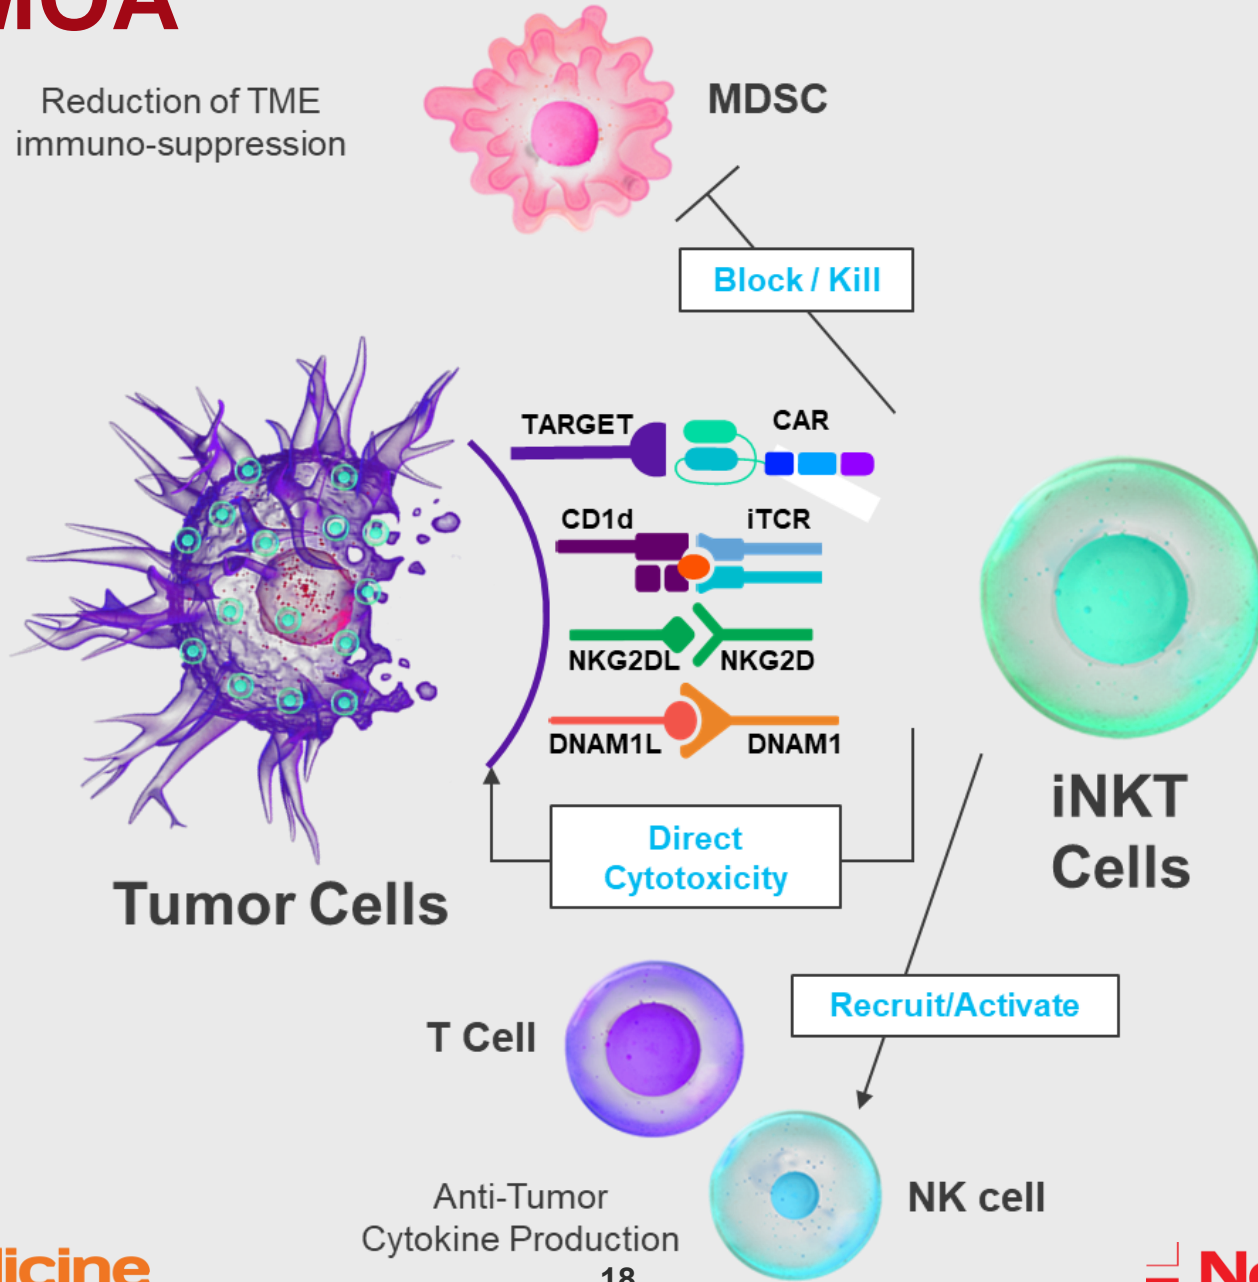 MOA
Reduction of TME
immuno-suppression
MDSC
Block / Kill
TARGET
CAR
CD1d
iTCR
NKG2DL
NKG2D
DNAM1L
DNAM1
Direct
Cytotoxicity
iNKT
Cells
Tumor Cells
Recruit/Activate
T Cell
NK cell
Anti-Tumor
Cytokine Production
18